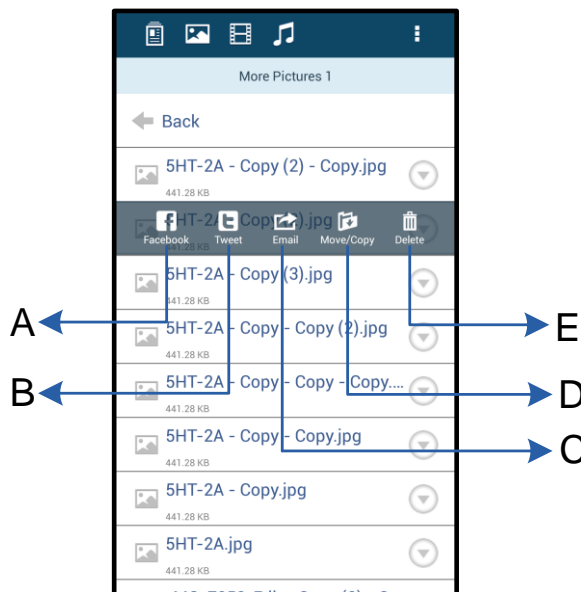 More Pictures 1
Back
5HT-2A - Copy (2) - Copy.jpg
441.28 KB
Facebook
Tweet
Email
Move/Copy
Delete
5HT-2A - Copy (3).jpg
441.28 KB
A
E
5HT-2A - Copy - Copy (2).jpg
441.28 KB
B
D
5HT-2A - Copy - Copy - Copy....
441.28 KB
C
5HT-2A - Copy - Copy.jpg
441.28 KB
5HT-2A - Copy.jpg
441.28 KB
5HT-2A.jpg
441.28 KB